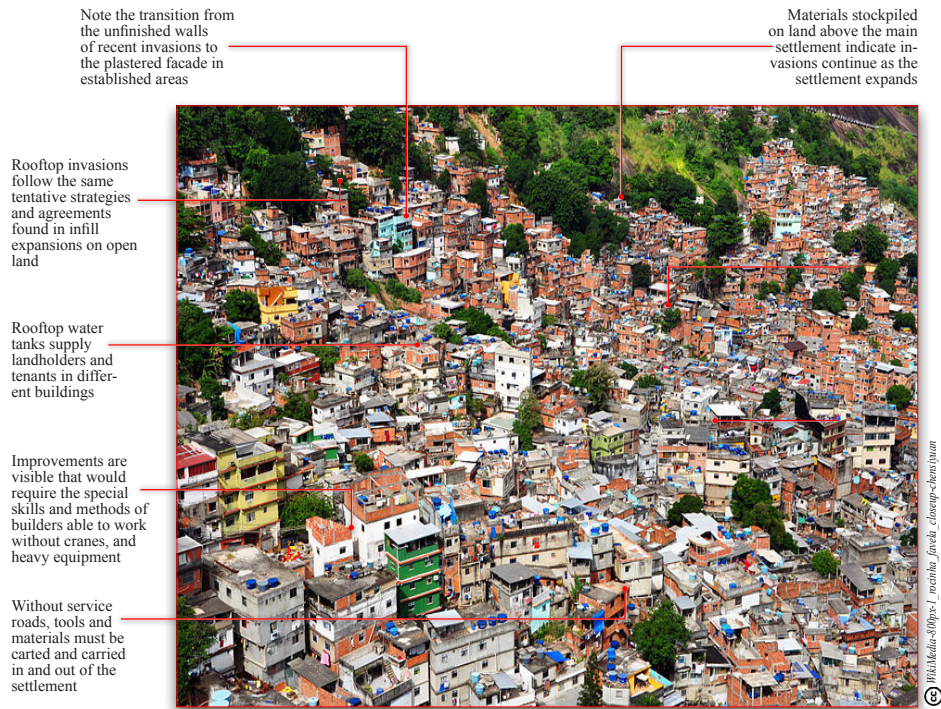 Note the transition from
the unfinished walls
of recent invasions to
the plastered facade in
established areas
Materials stockpiled
on land above the main
settlement indicate in-
vasions continue as the
settlement expands
Rooftop invasions
follow the same
tentative strategies
and agreements
found in infill
expansions on open
land
Rooftop water
tanks supply
landholders and
tenants in differ-
ent buildings
Improvements are
visible that would
require the special
skills and methods of
builders able to work
without cranes, and
heavy equipment
Without service
roads, tools and
materials must be
carted and carried
in and out of the
settlement
cc WikiMedia-800px-1_rocinha_favela_closeup-chensiyuan